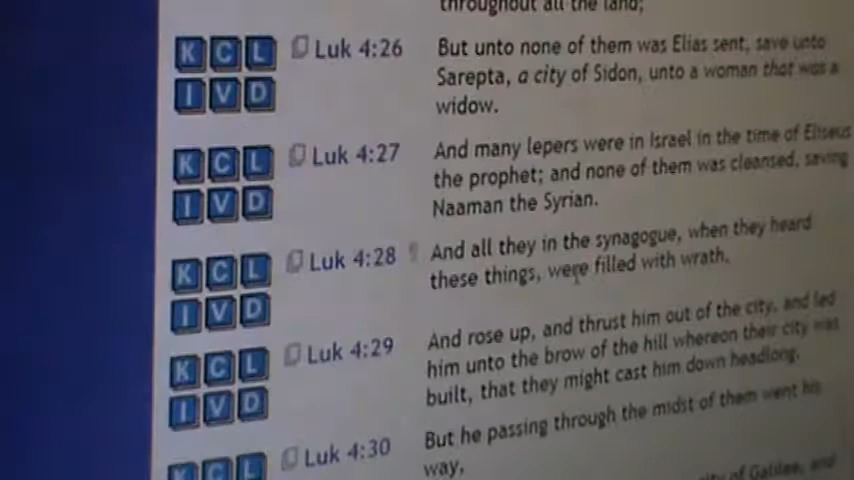 throughout all the land;
K C L
I V D
Luk 4:26
But unto none of them was Elias sent, save unto
Sarepta, a city of Sidon, unto a woman that was a
widow.
K C L
I V D
Luk 4:27
And many lepers were in Israel in the time of Eliseus
the prophet; and none of them was cleansed, saving
Naaman the Syrian.
K C L
I V D
Luk 4:28 ¶
And all they in the synagogue, when they heard
these things, were filled with wrath,
K C L
I V D
Luk 4:29
And rose up, and thrust him out of the city, and led
him unto the brow of the hill whereon their city was
built, that they might cast him down headlong.
K C L
Luk 4:30
But he passing through the midst of them went his
way,
city of Galilee, and